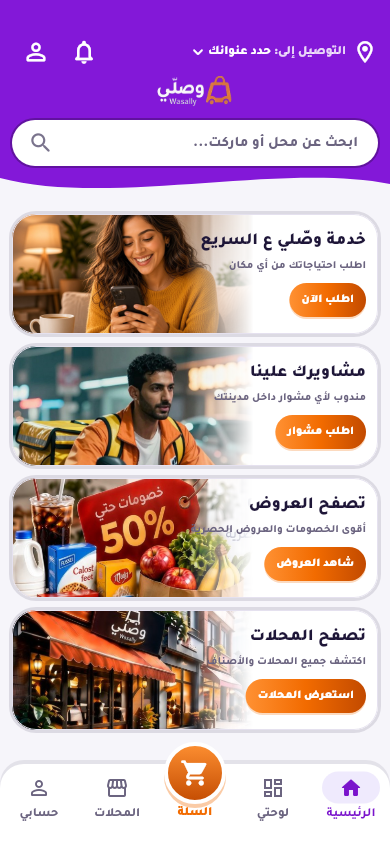 التوصيل إلى: حدد عنوانك
وصلّي
Wasally
ابحث عن محل أو ماركت...
خدمة وصّلي ع السريع
اطلب احتياجاتك من أي مكان
اطلب الآن
مشاويرك علينا
مندوب لأي مشوار داخل مدينتك
اطلب مشوار
تصفح العروض
أقوى الخصومات والعروض الحصرية
شاهد العروض
خصومات حتي
50%
تصفح المحلات
اكتشف جميع المحلات والأصناف
استعرض المحلات
وصلي
Wasally
الرئيسية
لوحتي
السلة
المحلات
حسابي